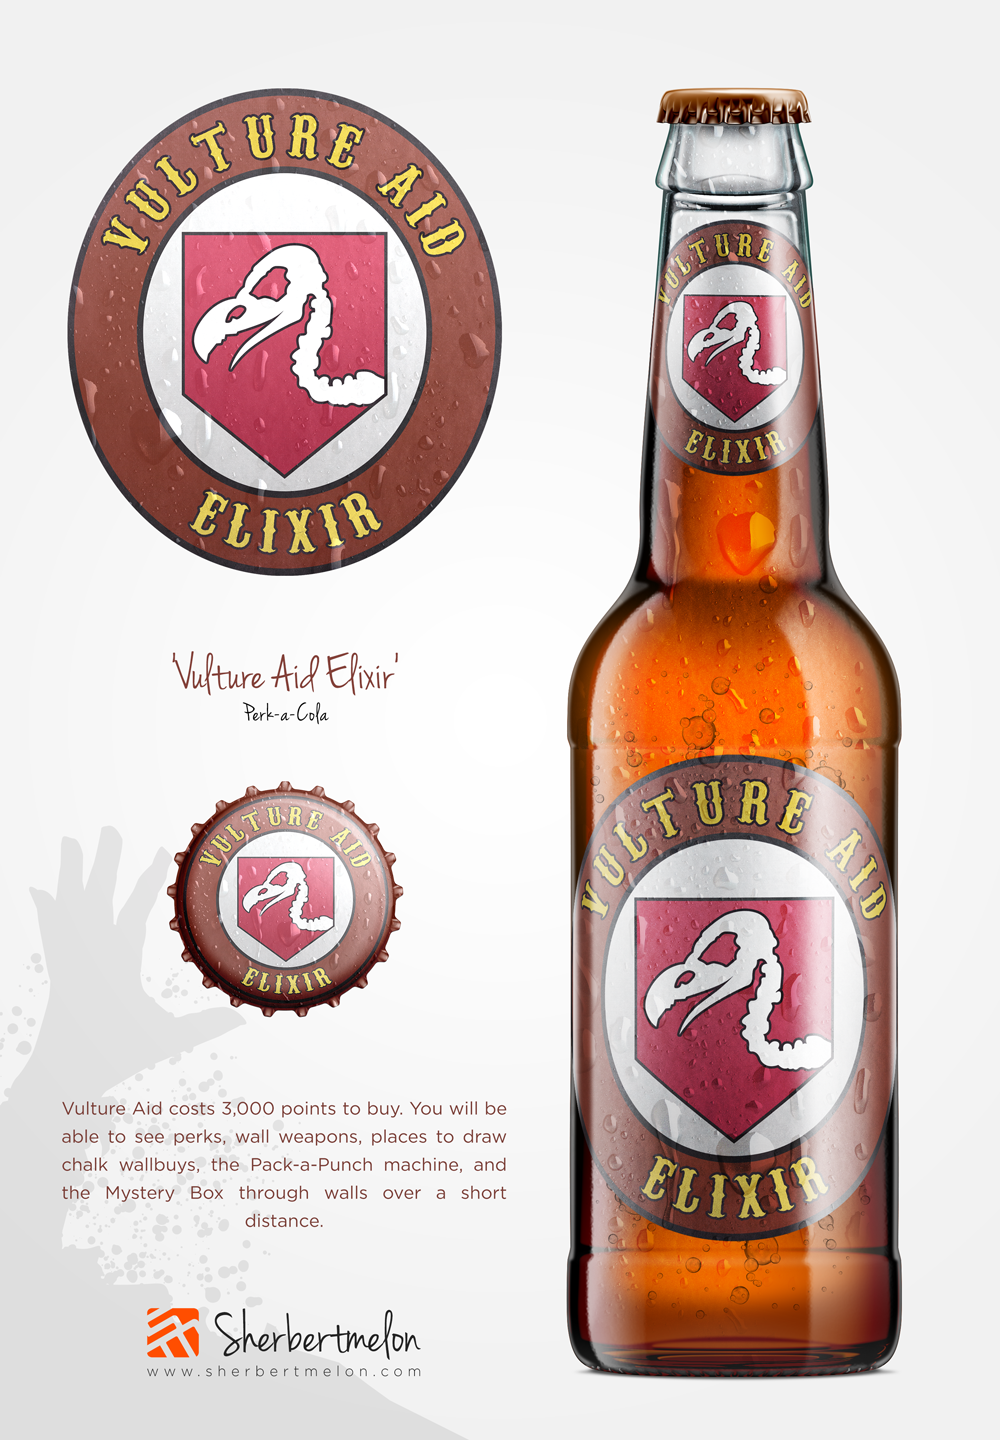 VULTURE AID
ELIXIR
'Vulture Aid Elixir'
Perk-a-Cola
VULTURE AID
ELIXIR
Vulture Aid costs 3,000 points to buy. You will be
able to see perks, wall weapons, places to draw
chalk wallbuys, the Pack-a-Punch machine, and
the Mystery Box through walls over a short
distance.
Sherbertmelon
www.sherbertmelon.com
VULTURE AID
ELIXIR
VULTURE AID
ELIXIR